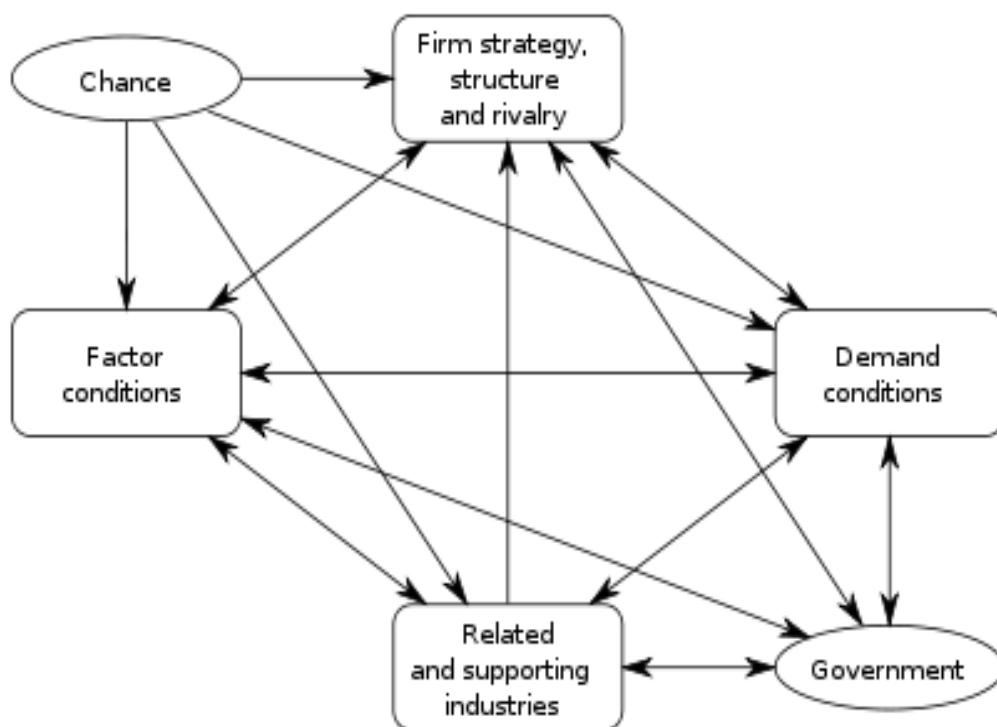 Firm strategy,
structure
and rivalry
Chance
Factor
conditions
Demand
conditions
Related
and supporting
industries
Government